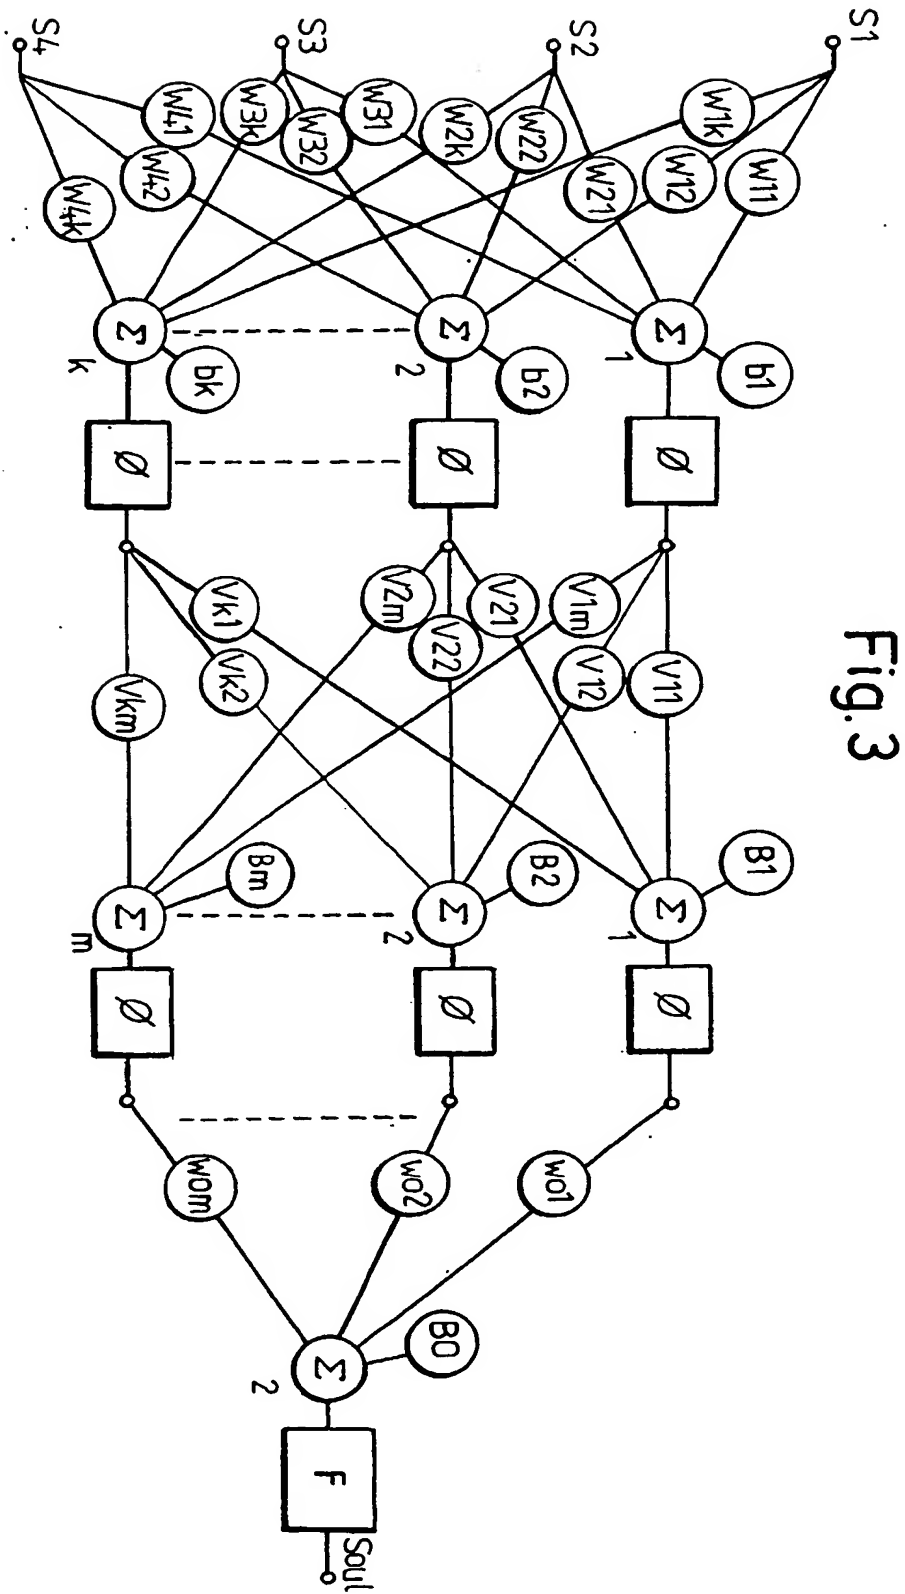 Fig.3
S1
S2
S3
S4
W11
W12
W1k
W21
W22
W2k
W31
W32
W3k
W41
W42
W4k
Σ
1
b1
Σ
2
b2
Σ
k
bk
Ø
Ø
Ø
V11
V12
V1m
V21
V22
V2m
Vk1
Vk2
Vkm
B1
Σ
1
B2
Σ
2
Bm
Σ
m
Ø
Ø
Ø
wo1
wo2
wom
B0
Σ
2
F
Soul